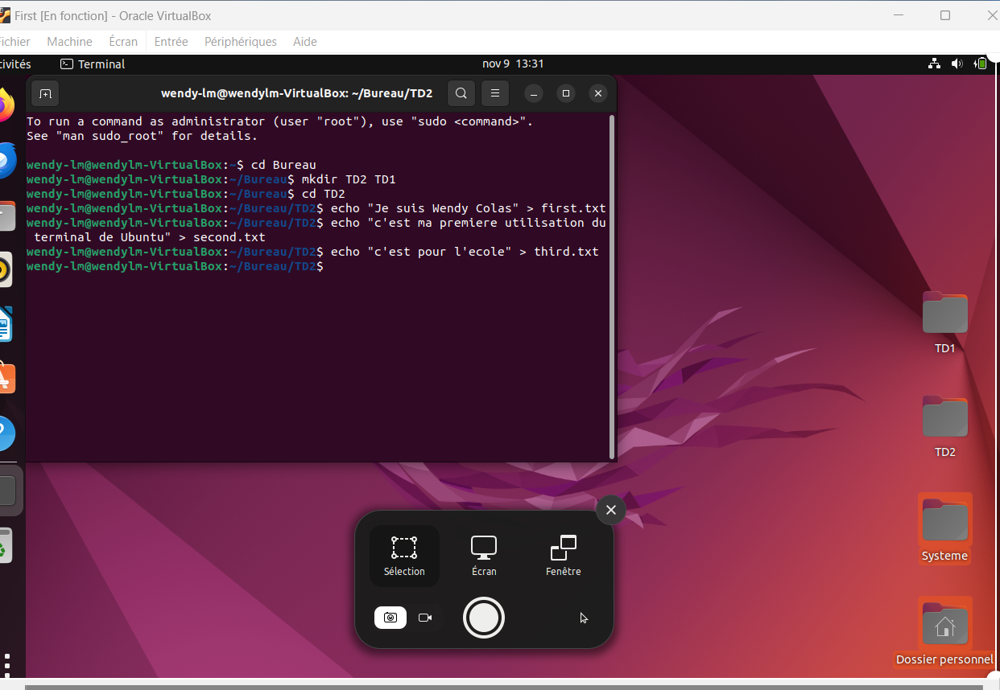 First [En fonction] - Oracle VirtualBox
ichier Machine Écran Entrée Périphériques Aide
ivités Terminal nov 9 13:31
wendy-lm@wendylm-VirtualBox: ~/Bureau/TD2
To run a command as administrator (user "root"), use "sudo <command>".
See "man sudo_root" for details.
wendy-lm@wendylm-VirtualBox:~$ cd Bureau
wendy-lm@wendylm-VirtualBox:~/Bureau$ mkdir TD2 TD1
wendy-lm@wendylm-VirtualBox:~/Bureau$ cd TD2
wendy-lm@wendylm-VirtualBox:~/Bureau/TD2$ echo "Je suis Wendy Colas" > first.txt
wendy-lm@wendylm-VirtualBox:~/Bureau/TD2$ echo "c'est ma premiere utilisation du
 terminal de Ubuntu" > second.txt
wendy-lm@wendylm-VirtualBox:~/Bureau/TD2$ echo "c'est pour l'ecole" > third.txt
wendy-lm@wendylm-VirtualBox:~/Bureau/TD2$
TD1
TD2
Systeme
Dossier personnel
Sélection Écran Fenêtre